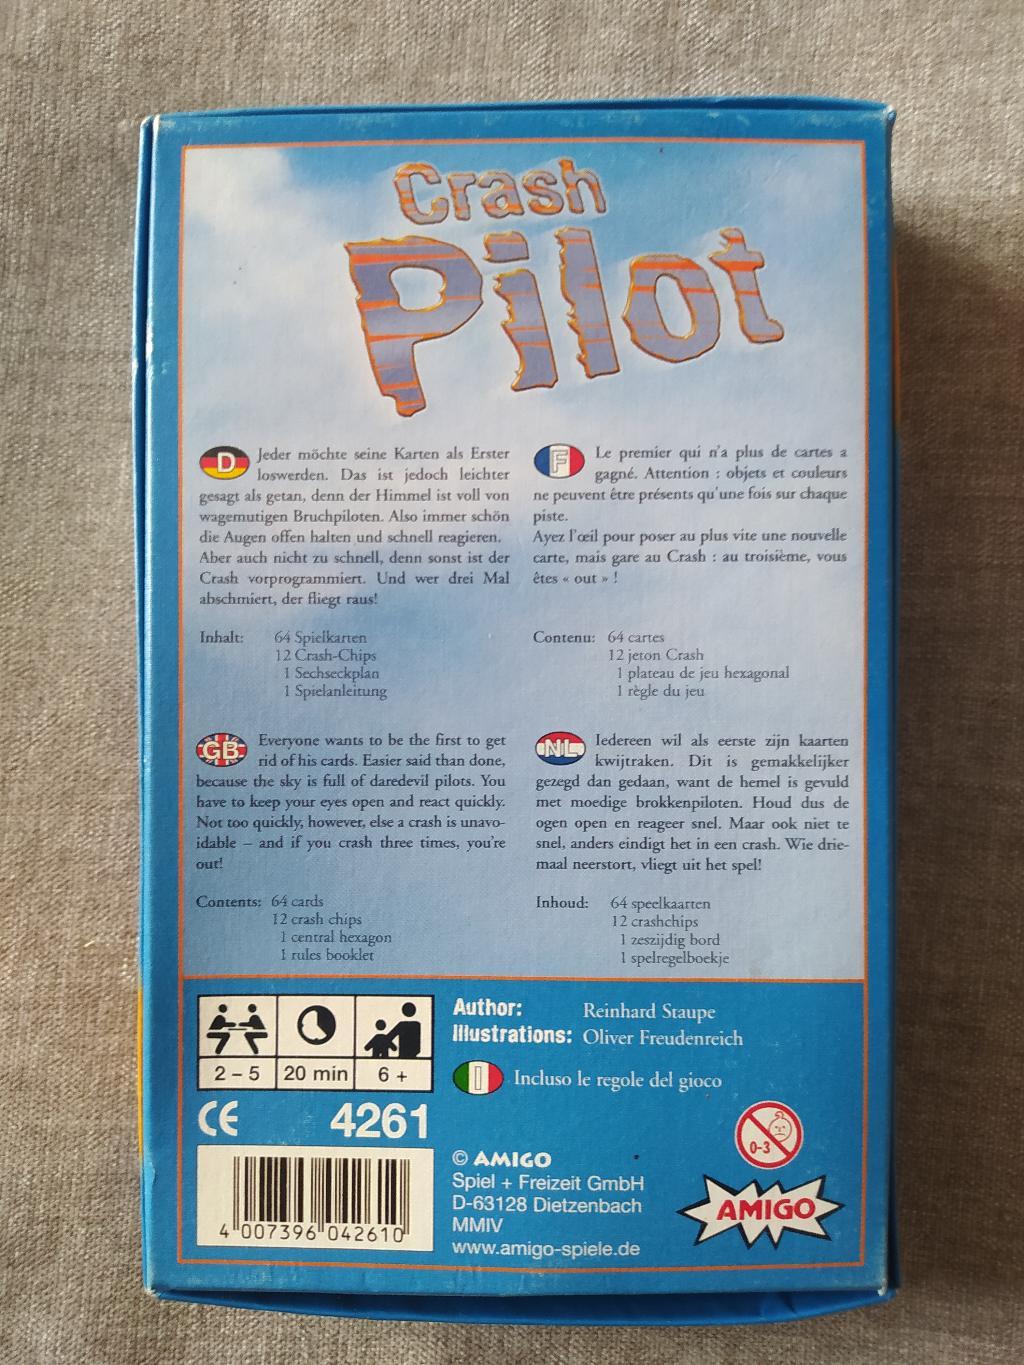 Crash
Pilot
D
Jeder möchte seine Karten als Erster
loswerden. Das ist jedoch leichter
gesagt als getan, denn der Himmel ist voll von
wagemutigen Bruchpiloten. Also immer schön
die Augen offen halten und schnell reagieren.
Aber auch nicht zu schnell, denn sonst ist der
Crash vorprogrammiert. Und wer drei Mal
abschmiert, der fliegt raus!
Inhalt: 64 Spielkarten
12 Crash-Chips
1 Sechseckplan
1 Spielanleitung
F
Le premier qui n'a plus de cartes a
gagné. Attention : objets et couleurs
ne peuvent être présents qu'une fois sur chaque
piste.
Ayez l'œil pour poser au plus vite une nouvelle
carte, mais gare au Crash : au troisième, vous
êtes « out » !
Contenu: 64 cartes
12 jeton Crash
1 plateau de jeu hexagonal
1 règle du jeu
GB
Everyone wants to be the first to get
rid of his cards. Easier said than done,
because the sky is full of daredevil pilots. You
have to keep your eyes open and react quickly.
Not too quickly, however, else a crash is unavo-
idable – and if you crash three times, you're
out!
Contents: 64 cards
12 crash chips
1 central hexagon
1 rules booklet
NL
Iedereen wil als eerste zijn kaarten
kwijtraken. Dit is gemakkelijker
gezegd dan gedaan, want de hemel is gevuld
met moedige brokkenpiloten. Houd dus de
ogen open en reageer snel. Maar ook niet te
snel, anders eindigt het in een crash. Wie drie-
maal neerstort, vliegt uit het spel!
Inhoud: 64 speelkaarten
12 crashchips
1 zeszijdig bord
1 spelregelboekje
2 – 5 20 min 6 +
CE 4261
4 007396 042610
Author: Reinhard Staupe
Illustrations: Oliver Freudenreich
I Incluso le regole del gioco
0-3
© AMIGO
Spiel + Freizeit GmbH
D-63128 Dietzenbach
MMIV
www.amigo-spiele.de
AMIGO